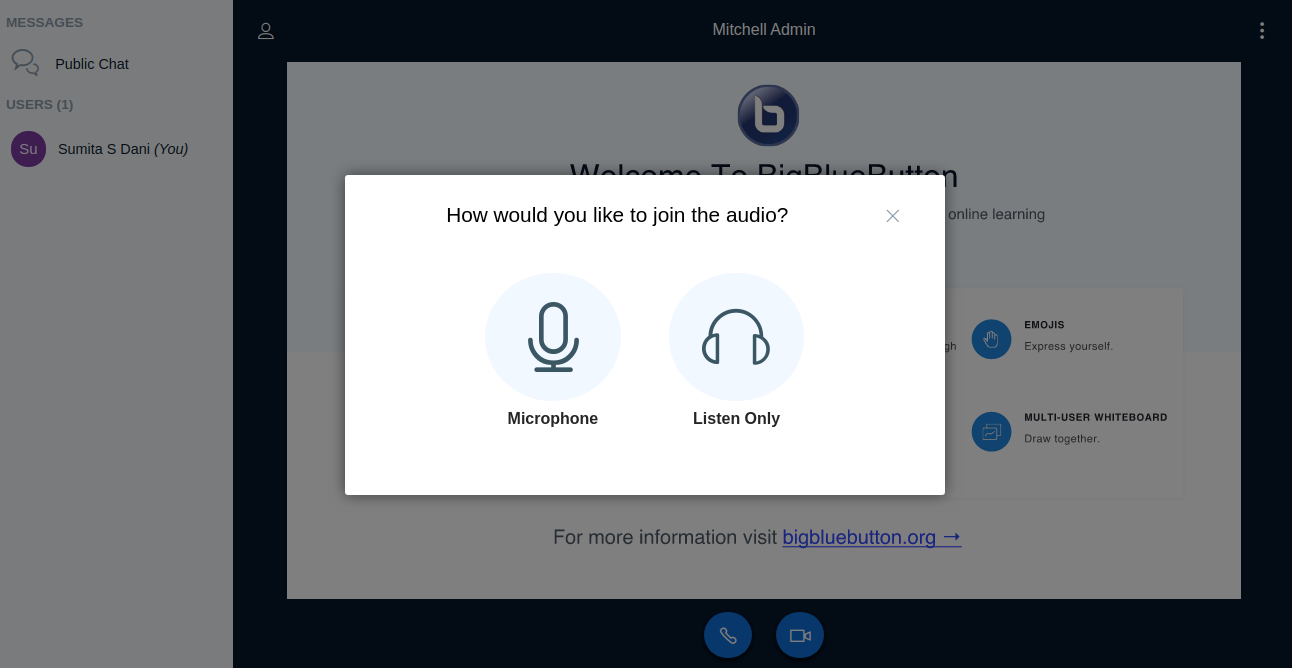 MESSAGES
Public Chat
USERS (1)
Su
Sumita S Dani (You)
Mitchell Admin
Welcome To BigBlueButton
online learning
How would you like to join the audio?
Microphone
Listen Only
EMOJIS
Express yourself.
MULTI-USER WHITEBOARD
Draw together.
For more information visit bigbluebutton.org →